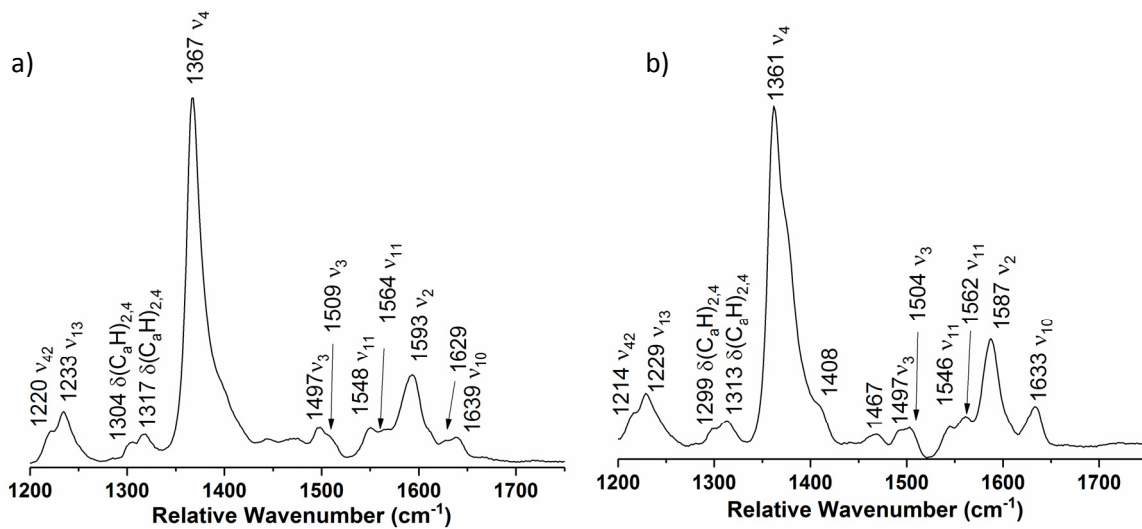 a)
1220 ν42
1233 ν13
1304 δ(CaH)2,4
1317 δ(CaH)2,4
1367 ν4
1497 ν3
1509 ν3
1548 ν11
1564 ν11
1593 ν2
1629
1639 ν10
1200 1300 1400 1500 1600 1700
Relative Wavenumber (cm-1)
b)
1214 ν42
1229 ν13
1299 δ(CaH)2,4
1313 δ(CaH)2,4
1361 ν4
1408
1467
1497ν3
1504 ν3
1546 ν11
1562 ν11
1587 ν2
1633 ν10
1200 1300 1400 1500 1600 1700
Relative Wavenumber (cm-1)